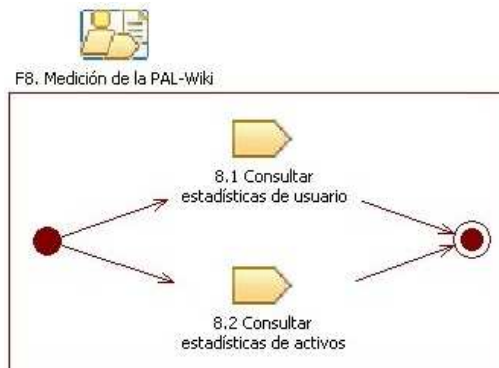 F8. Medición de la PAL-Wiki
8.1 Consultar
estadísticas de usuario
8.2 Consultar
estadísticas de activos